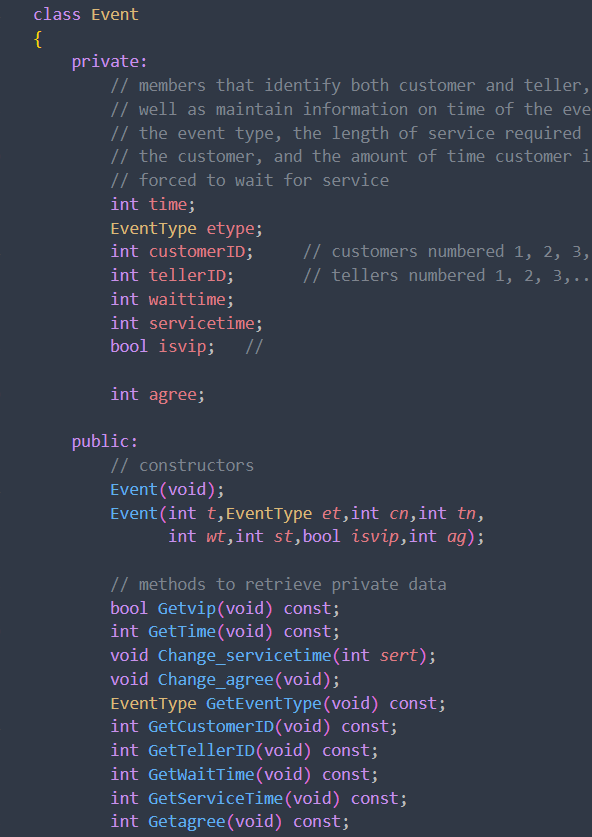 class Event
{
    private:
        // members that identify both customer and teller,
        // well as maintain information on time of the
        // the event type, the length of service required
        // the customer, and the amount of time customer
        // forced to wait for service
        int time;
        EventType etype;
        int customerID;     // customers numbered 1, 2, 3,
        int tellerID;       // tellers numbered 1, 2, 3,..
        int waittime;
        int servicetime;
        bool isvip;   //
        int agree;
    public:
        // constructors
        Event(void);
        Event(int t,EventType et,int cn,int tn,
              int wt,int st,bool isvip,int ag);
        // methods to retrieve private data
        bool Getvip(void) const;
        int GetTime(void) const;
        void Change_servicetime(int sert);
        void Change_agree(void);
        EventType GetEventType(void) const;
        int GetCustomerID(void) const;
        int GetTellerID(void) const;
        int GetWaitTime(void) const;
        int GetServiceTime(void) const;
        int Getagree(void) const;